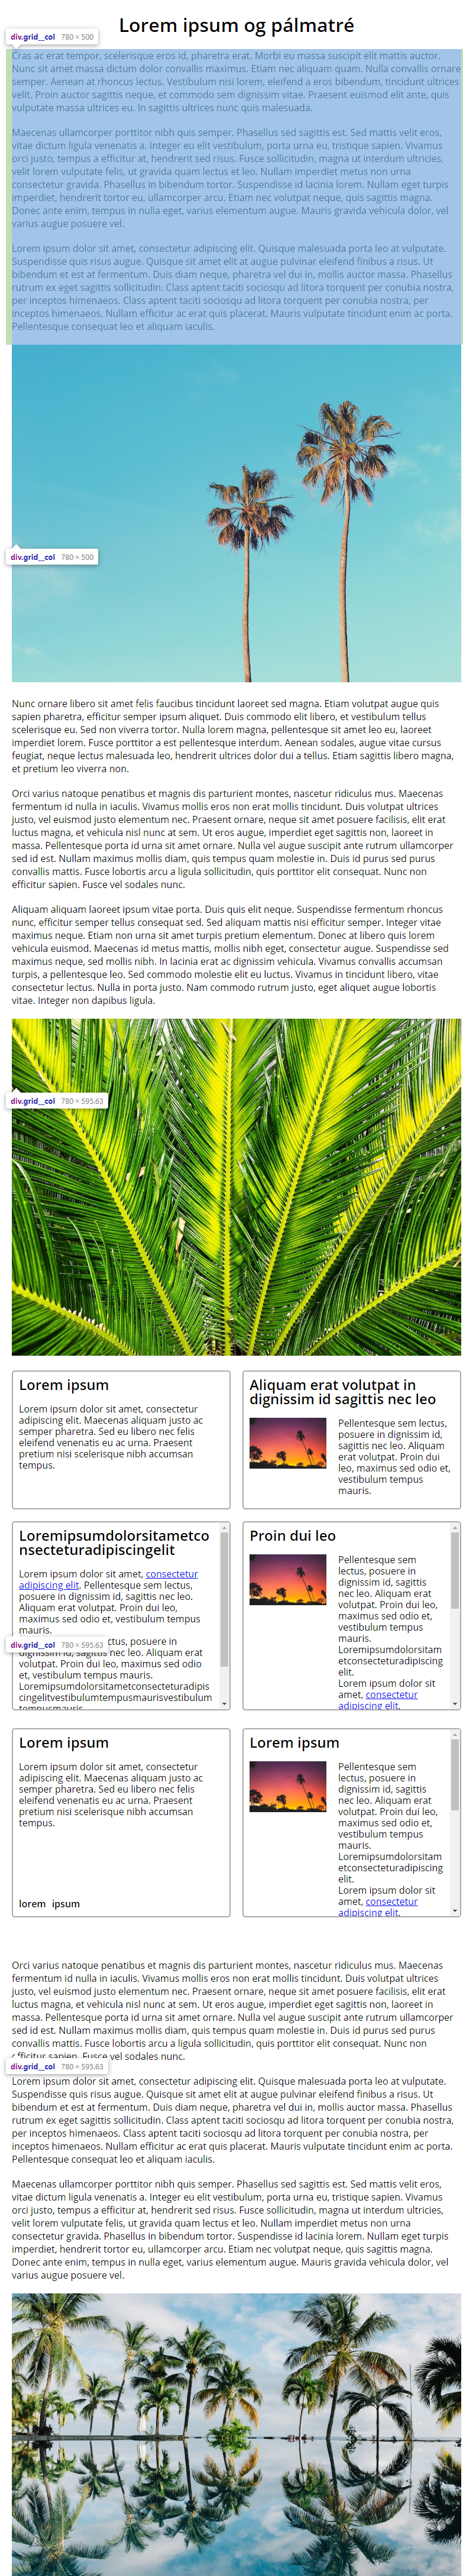 Lorem ipsum og pálmatré
div.grid__col 780 × 500
Cras ac erat tempor, scelerisque eros id, pharetra erat. Morbi eu massa suscipit elit mattis auctor.
Nunc sit amet massa dictum dolor convallis maximus. Etiam nec aliquam quam. Nulla convallis ornare
semper. Aenean at rhoncus lectus. Vestibulum nisi lorem, eleifend a eros bibendum, tincidunt ultricies
velit. Proin auctor sagittis neque, et commodo sem dignissim vitae. Praesent euismod elit ante, quis
vulputate massa ultrices eu. In sagittis ultrices nunc quis malesuada.
Maecenas ullamcorper porttitor nibh quis semper. Phasellus sed sagittis est. Sed mattis velit eros,
vitae dictum ligula venenatis a. Integer eu elit vestibulum, porta urna eu, tristique sapien. Vivamus
orci justo, tempus a efficitur at, hendrerit sed risus. Fusce sollicitudin, magna ut interdum ultricies,
velit lorem vulputate felis, ut gravida quam lectus et leo. Nullam imperdiet metus non urna
consectetur gravida. Phasellus in bibendum tortor. Suspendisse id lacinia lorem. Nullam eget turpis
imperdiet, hendrerit tortor eu, ullamcorper arcu. Etiam nec volutpat neque, quis sagittis magna.
Donec ante enim, tempus in nulla eget, varius elementum augue. Mauris gravida vehicula dolor, vel
varius augue posuere vel.
Lorem ipsum dolor sit amet, consectetur adipiscing elit. Quisque malesuada porta leo at vulputate.
Suspendisse quis risus augue. Quisque sit amet elit at augue pulvinar eleifend finibus a risus. Ut
bibendum et est at fermentum. Duis diam neque, pharetra vel dui in, mollis auctor massa. Phasellus
rutrum ex eget sagittis sollicitudin. Class aptent taciti sociosqu ad litora torquent per conubia nostra,
per inceptos himenaeos. Class aptent taciti sociosqu ad litora torquent per conubia nostra, per
inceptos himenaeos. Nullam efficitur ac erat quis placerat. Mauris vulputate tincidunt enim ac porta.
Pellentesque consequat leo et aliquam iaculis.
div.grid__col 780 × 500
Nunc ornare libero sit amet felis faucibus tincidunt laoreet sed magna. Etiam volutpat augue quis
sapien pharetra, efficitur semper ipsum aliquet. Duis commodo elit libero, et vestibulum tellus
scelerisque eu. Sed non viverra tortor. Nulla lorem magna, pellentesque sit amet leo eu, laoreet
imperdiet lorem. Fusce porttitor a est pellentesque interdum. Aenean sodales, augue vitae cursus
feugiat, neque lectus malesuada leo, hendrerit ultrices dolor dui a tellus. Etiam sagittis libero magna,
et pretium leo viverra non.
Orci varius natoque penatibus et magnis dis parturient montes, nascetur ridiculus mus. Maecenas
fermentum id nulla in iaculis. Vivamus mollis eros non erat mollis tincidunt. Duis volutpat ultrices
justo, vel euismod justo elementum nec. Praesent ornare, neque sit amet posuere facilisis, elit erat
luctus magna, et vehicula nisl nunc at sem. Ut eros augue, imperdiet eget sagittis non, laoreet in
massa. Pellentesque porta id urna sit amet ornare. Nulla vel augue suscipit ante rutrum ullamcorper
sed id est. Nullam maximus mollis diam, quis tempus quam molestie in. Duis id purus sed purus
convallis mattis. Fusce lobortis arcu a ligula sollicitudin, quis porttitor elit consequat. Nunc non
efficitur sapien. Fusce vel sodales nunc.
Aliquam aliquam laoreet ipsum vitae porta. Duis quis elit neque. Suspendisse fermentum rhoncus
nunc, efficitur semper tellus consequat sed. Sed aliquam mattis nisi efficitur semper. Integer vitae
maximus neque. Etiam non urna sit amet turpis pretium elementum. Donec at libero quis lorem
vehicula euismod. Maecenas id metus mattis, mollis nibh eget, consectetur augue. Suspendisse sed
maximus neque, sed mollis nibh. In lacinia erat ac dignissim vehicula. Vivamus convallis accumsan
turpis, a pellentesque leo. Sed commodo molestie elit eu luctus. Vivamus in tincidunt libero, vitae
consectetur lectus. Nulla in porta justo. Nam commodo rutrum justo, eget aliquet augue lobortis
vitae. Integer non dapibus ligula.
div.grid__col 780 × 595.63
Lorem ipsum
Lorem ipsum dolor sit amet, consectetur
adipiscing elit. Maecenas aliquam justo ac
semper pharetra. Sed eu libero nec felis
eleifend venenatis eu ac urna. Praesent
pretium nisi scelerisque nibh accumsan
tempus.
Aliquam erat volutpat in
dignissim id sagittis nec leo
Pellentesque sem lectus,
posuere in dignissim id,
sagittis nec leo. Aliquam
erat volutpat. Proin dui
leo, maximus sed odio et,
vestibulum tempus
mauris.
Loremipsumdolorsitametco
nsecteturadipiscingelit
Lorem ipsum dolor sit amet, consectetur
adipiscing elit. Pellentesque sem lectus,
posuere in dignissim id, sagittis nec leo.
Aliquam erat volutpat. Proin dui leo,
maximus sed odio et, vestibulum tempus
mauris.
div.grid__col 780 × 595.63
ctus, posuere in
dignissim id, sagittis nec leo. Aliquam erat
volutpat. Proin dui leo, maximus sed odio
et, vestibulum tempus mauris.
Loremipsumdolorsitametconsecteturadipis
cingelitvestibulumtempusmaurisvestibulum
tempusmauris
Proin dui leo
Pellentesque sem
lectus, posuere in
dignissim id, sagittis
nec leo. Aliquam erat
volutpat. Proin dui leo,
maximus sed odio et,
vestibulum tempus
mauris.
Loremipsumdolorsitam
etconsecteturadipiscing
elit.
Lorem ipsum dolor sit
amet, consectetur
adipiscing elit.
Lorem ipsum
Lorem ipsum dolor sit amet, consectetur
adipiscing elit. Maecenas aliquam justo ac
semper pharetra. Sed eu libero nec felis
eleifend venenatis eu ac urna. Praesent
pretium nisi scelerisque nibh accumsan
tempus.
lorem ipsum
Lorem ipsum
Pellentesque sem
lectus, posuere in
dignissim id, sagittis
nec leo. Aliquam erat
volutpat. Proin dui leo,
maximus sed odio et,
vestibulum tempus
mauris.
Loremipsumdolorsitam
etconsecteturadipiscing
elit.
Lorem ipsum dolor sit
amet, consectetur
adipiscing elit.
Orci varius natoque penatibus et magnis dis parturient montes, nascetur ridiculus mus. Maecenas
fermentum id nulla in iaculis. Vivamus mollis eros non erat mollis tincidunt. Duis volutpat ultrices
justo, vel euismod justo elementum nec. Praesent ornare, neque sit amet posuere facilisis, elit erat
luctus magna, et vehicula nisl nunc at sem. Ut eros augue, imperdiet eget sagittis non, laoreet in
massa. Pellentesque porta id urna sit amet ornare. Nulla vel augue suscipit ante rutrum ullamcorper
sed id est. Nullam maximus mollis diam, quis tempus quam molestie in. Duis id purus sed purus
convallis mattis. Fusce lobortis arcu a ligula sollicitudin, quis porttitor elit consequat. Nunc non
efficitur sapien. Fusce vel sodales nunc.
div.grid__col 780 × 595.63
Lorem ipsum dolor sit amet, consectetur adipiscing elit. Quisque malesuada porta leo at vulputate.
Suspendisse quis risus augue. Quisque sit amet elit at augue pulvinar eleifend finibus a risus. Ut
bibendum et est at fermentum. Duis diam neque, pharetra vel dui in, mollis auctor massa. Phasellus
rutrum ex eget sagittis sollicitudin. Class aptent taciti sociosqu ad litora torquent per conubia nostra,
per inceptos himenaeos. Class aptent taciti sociosqu ad litora torquent per conubia nostra, per
inceptos himenaeos. Nullam efficitur ac erat quis placerat. Mauris vulputate tincidunt enim ac porta.
Pellentesque consequat leo et aliquam iaculis.
Maecenas ullamcorper porttitor nibh quis semper. Phasellus sed sagittis est. Sed mattis velit eros,
vitae dictum ligula venenatis a. Integer eu elit vestibulum, porta urna eu, tristique sapien. Vivamus
orci justo, tempus a efficitur at, hendrerit sed risus. Fusce sollicitudin, magna ut interdum ultricies,
velit lorem vulputate felis, ut gravida quam lectus et leo. Nullam imperdiet metus non urna
consectetur gravida. Phasellus in bibendum tortor. Suspendisse id lacinia lorem. Nullam eget turpis
imperdiet, hendrerit tortor eu, ullamcorper arcu. Etiam nec volutpat neque, quis sagittis magna.
Donec ante enim, tempus in nulla eget, varius elementum augue. Mauris gravida vehicula dolor, vel
varius augue posuere vel.